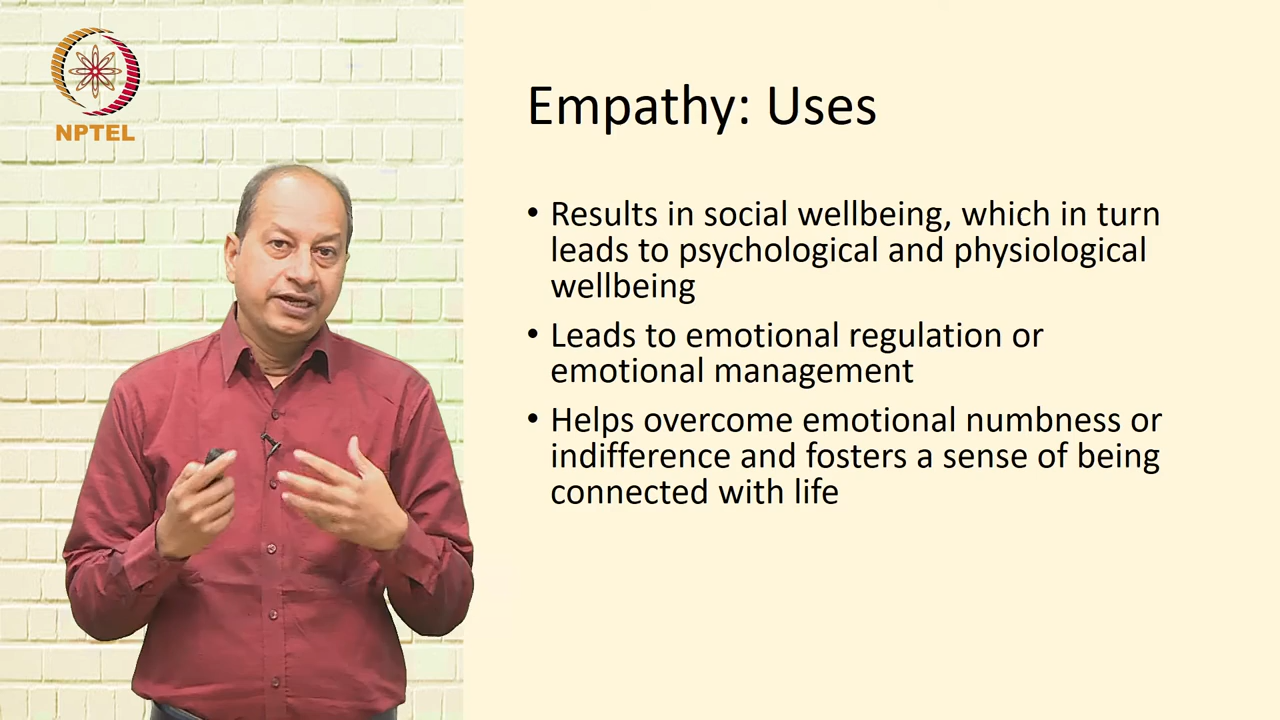 NPTEL
Empathy: Uses
• Results in social wellbeing, which in turn
leads to psychological and physiological
wellbeing
• Leads to emotional regulation or
emotional management
• Helps overcome emotional numbness or
indifference and fosters a sense of being
connected with life